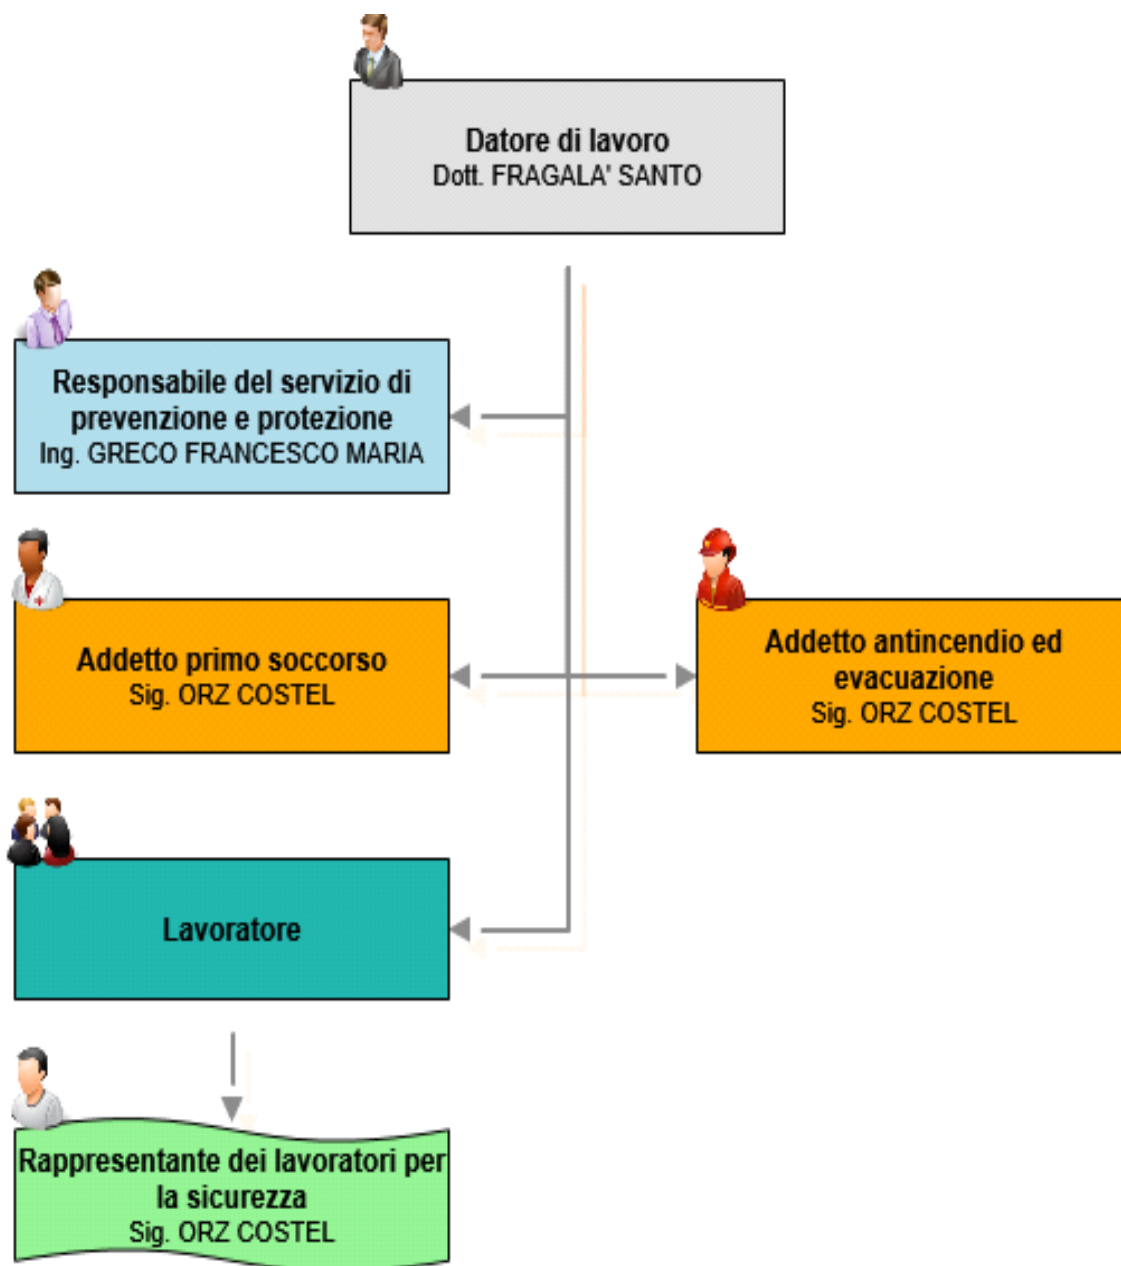 Datore di lavoro
Dott. FRAGALA' SANTO
Responsabile del servizio di
prevenzione e protezione
Ing. GRECO FRANCESCO MARIA
Addetto primo soccorso
Sig. ORZ COSTEL
Addetto antincendio ed
evacuazione
Sig. ORZ COSTEL
Lavoratore
Rappresentante dei lavoratori per
la sicurezza
Sig. ORZ COSTEL